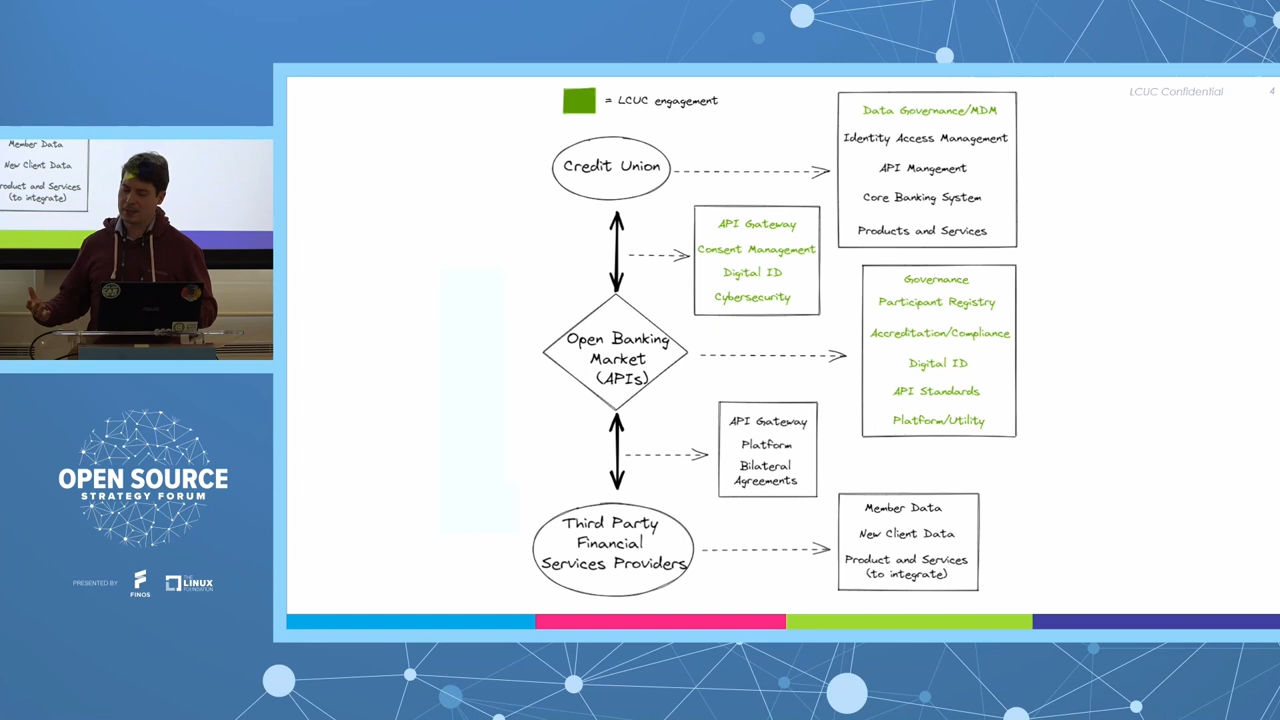 LCUC Confidential
4
= LCUC engagement
Credit Union
Data Governance/MDM
Identity Access Management
API Mangement
Core Banking System
Products and Services
API Gateway
Consent Management
Digital ID
Cybersecurity
Open Banking
Market
(APIs)
Governance
Participant Registry
Accreditation/Compliance
Digital ID
API Standards
Platform/Utility
API Gateway
Platform
Bilateral
Agreements
Third Party
Financial
Services Providers
Member Data
New Client Data
Product and Services
(to integrate)
Member Data
New Client Data
roduct and Services
(to integrate)
OPEN SOURCE
STRATEGY FORUM
PRESENTED BY
FINOS
THE
LINUX
FOUNDATION